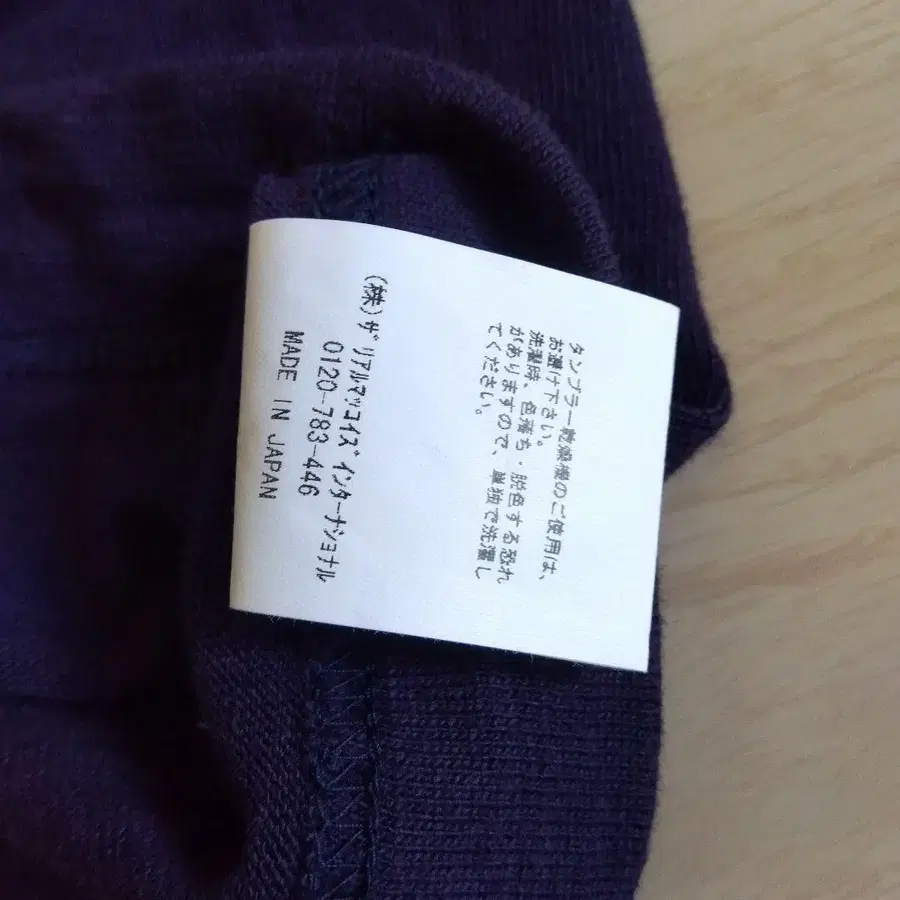 タンブラー乾燥機のご使用は、
お避け下さい。
洗濯時、色落ち・脱色する恐れ
がありますので、単独で洗濯し
てください。
(株)ザ リアルマッコイズ インターナショナル
0120-783-446
MADE IN JAPAN